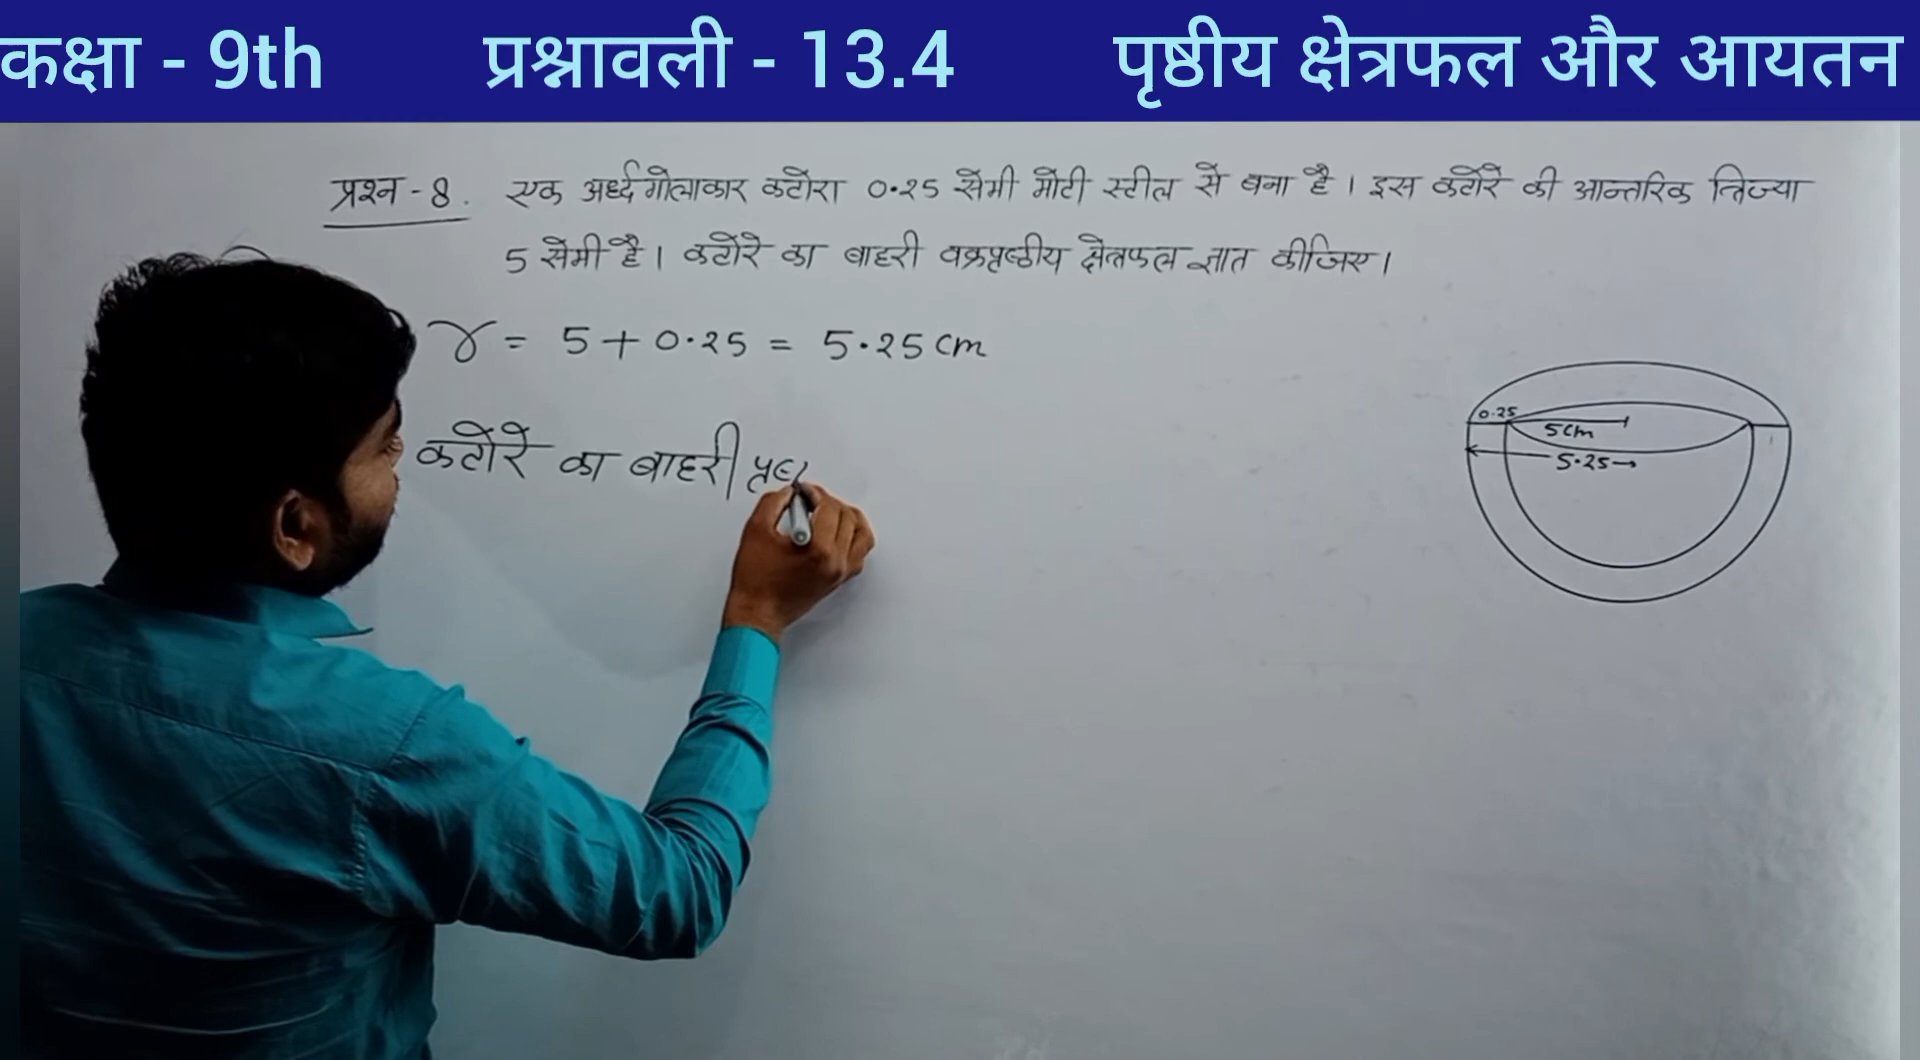 कक्षा - 9th प्रश्नावली - 13.4 पृष्ठीय क्षेत्रफल और आयतन
प्रश्न-8. एक अर्ध्दगोलाकार कटोरा 0.25 सेमी मोटी स्टील से बना है। इस कटोरे की आन्तरिक त्रिज्या
5 सेमी है। कटोरे का बाहरी वक्रपृष्ठीय क्षेत्रफल ज्ञात कीजिए।
r = 5 + 0.25 = 5.25 cm
कटोरे का बाहरी
0.25
5cm
5.25